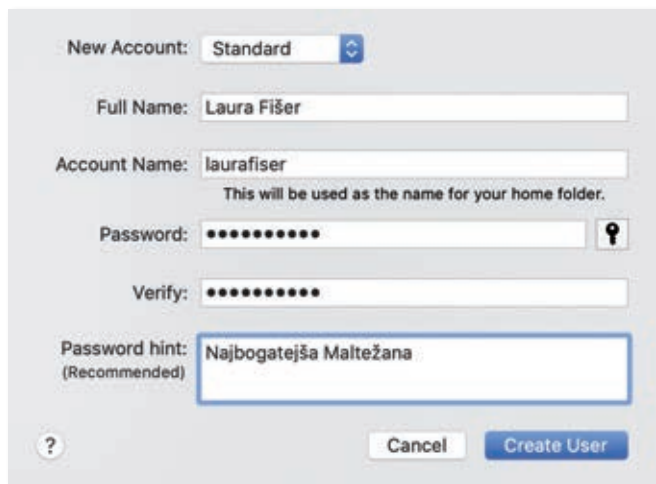 New Account: Standard
Full Name: Laura Fišer
Account Name: laurafiser
This will be used as the name for your home folder.
Password: ••••••••••
Verify: ••••••••••
Password hint: Najbogatejša Maltežana
(Recommended)
? Cancel Create User